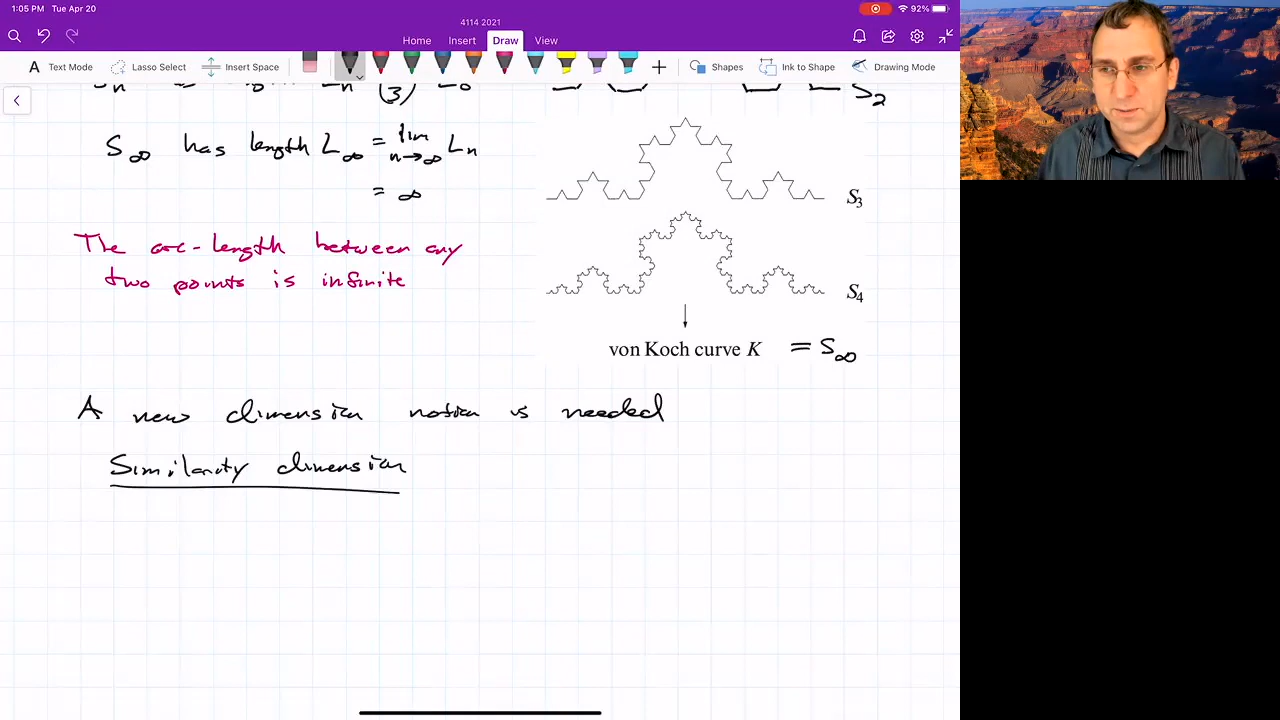 1:05 PM Tue Apr 20
92%
4114 2021
Home Insert Draw View
Text Mode Lasso Select Insert Space Shapes Ink to Shape Drawing Mode
(3) L₀
S₂
S∞ has length L∞ = lim n→∞ Lₙ
= ∞
S₃
The arc-length between any
two points is infinite
S₄
von Koch curve K = S∞
A new dimension notion is needed
Similarity dimension